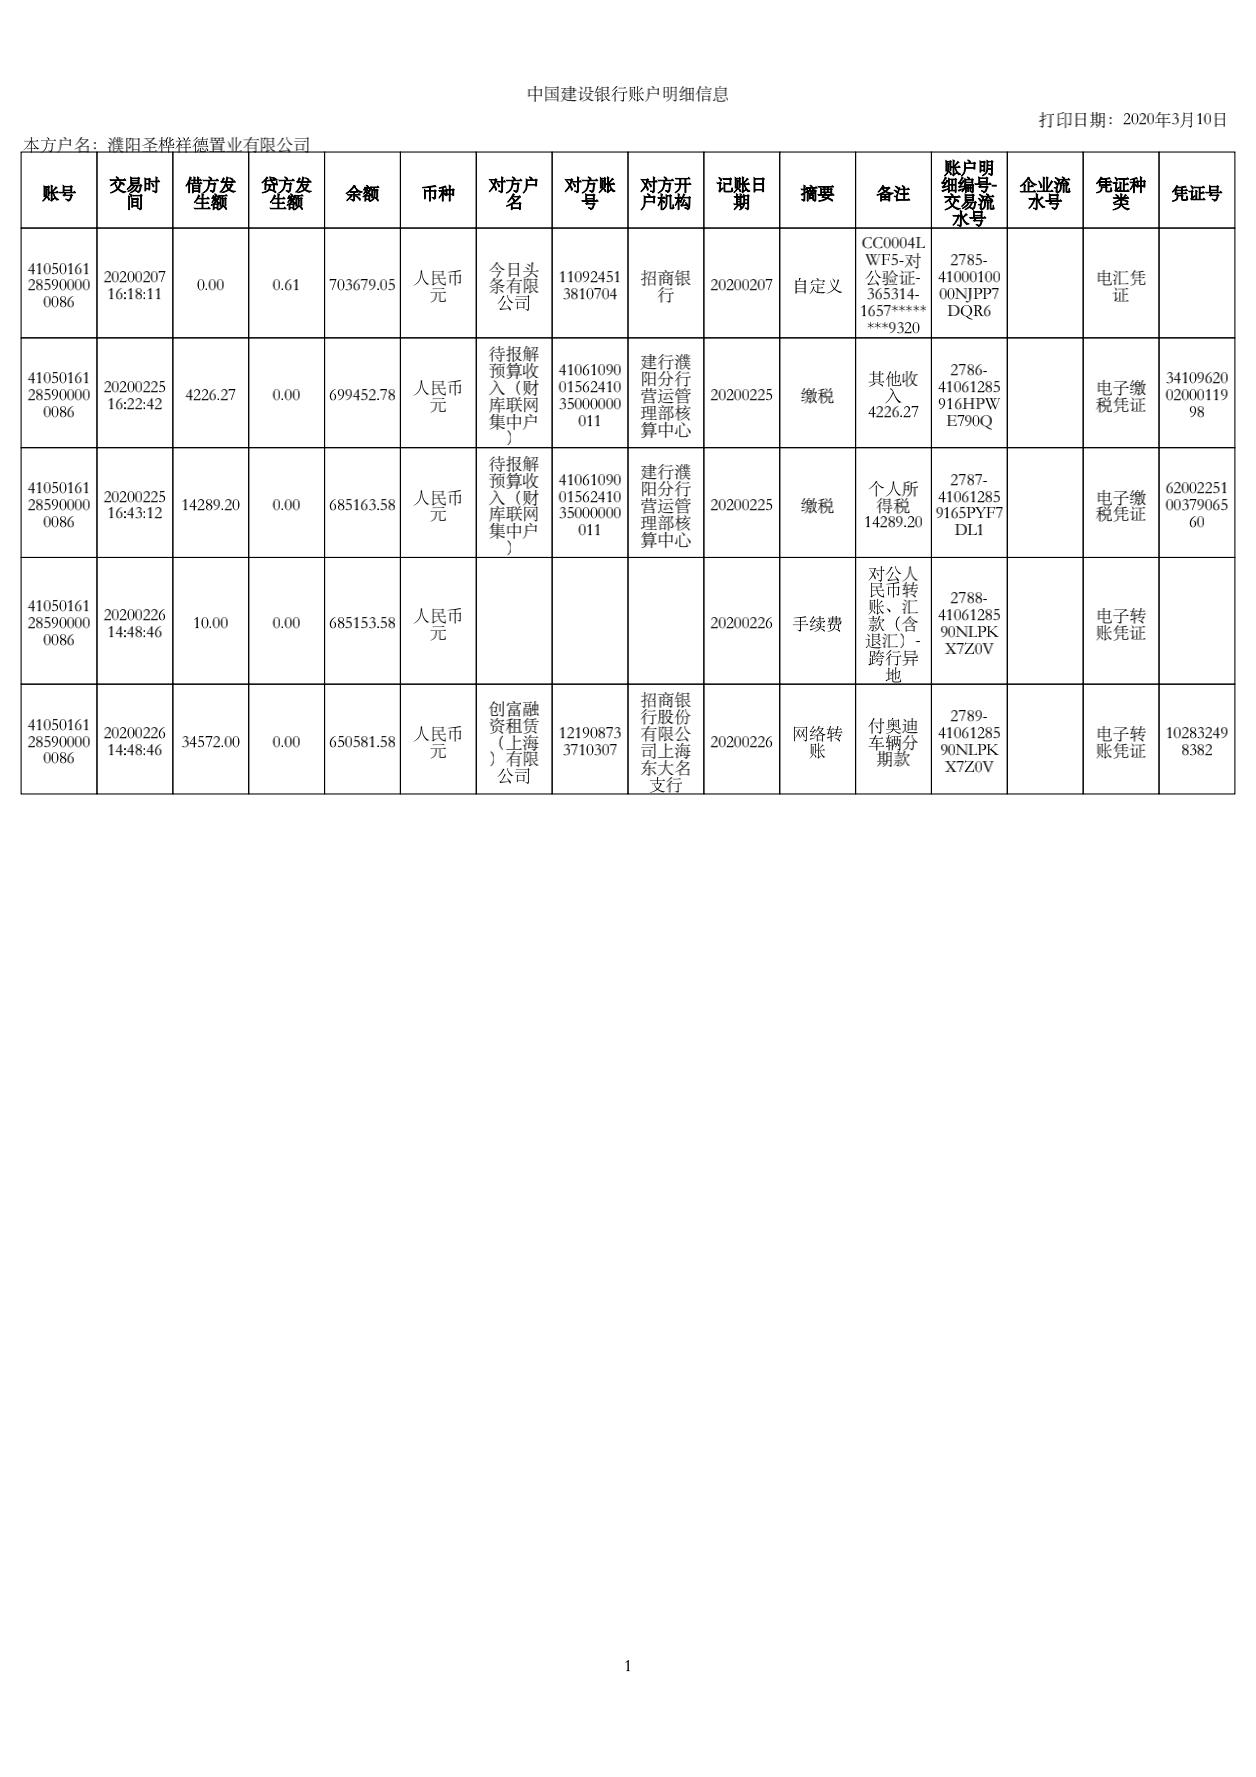 中国建设银行账户明细信息
打印日期：2020年3月10日
本方户名：濮阳圣桦祥德置业有限公司
账号 交易时间 借方发生额 贷方发生额 余额 币种 对方户名 对方账号 对方开户机构 记账日期 摘要 备注 账户明细编号-交易流水号 企业流水号 凭证种类 凭证号
41050161285900000086 20200207 16:18:11 0.00 0.61 703679.05 人民币元 今日头条有限公司 110924513810704 招商银行 20200207 自定义 CC0004LWF5-对公验证-365314-1657********9320 2785-4100010000NJPP7DQR6 电汇凭证
41050161285900000086 20200225 16:22:42 4226.27 0.00 699452.78 人民币元 待报解预算收入（财库联网集中户） 410610900156241035000000011 建行濮阳分行营运管理部核算中心 20200225 缴税 其他收入4226.27 2786-41061285916HPWE790Q 电子缴税凭证 341096200200011998
41050161285900000086 20200225 16:43:12 14289.20 0.00 685163.58 人民币元 待报解预算收入（财库联网集中户） 410610900156241035000000011 建行濮阳分行营运管理部核算中心 20200225 缴税 个人所得税14289.20 2787-410612859165PYF7DL1 电子缴税凭证 620022510037906560
41050161285900000086 20200226 14:48:46 10.00 0.00 685153.58 人民币元 20200226 手续费 对公人民币转账、汇款（含退汇）-跨行异地 2788-4106128590NLPKX7Z0V 电子转账凭证
41050161285900000086 20200226 14:48:46 34572.00 0.00 650581.58 人民币元 创富融资租赁（上海）有限公司 121908733710307 招商银行股份有限公司上海东大名支行 20200226 网络转账 付奥迪车辆分期款 2789-4106128590NLPKX7Z0V 电子转账凭证 102832498382
1